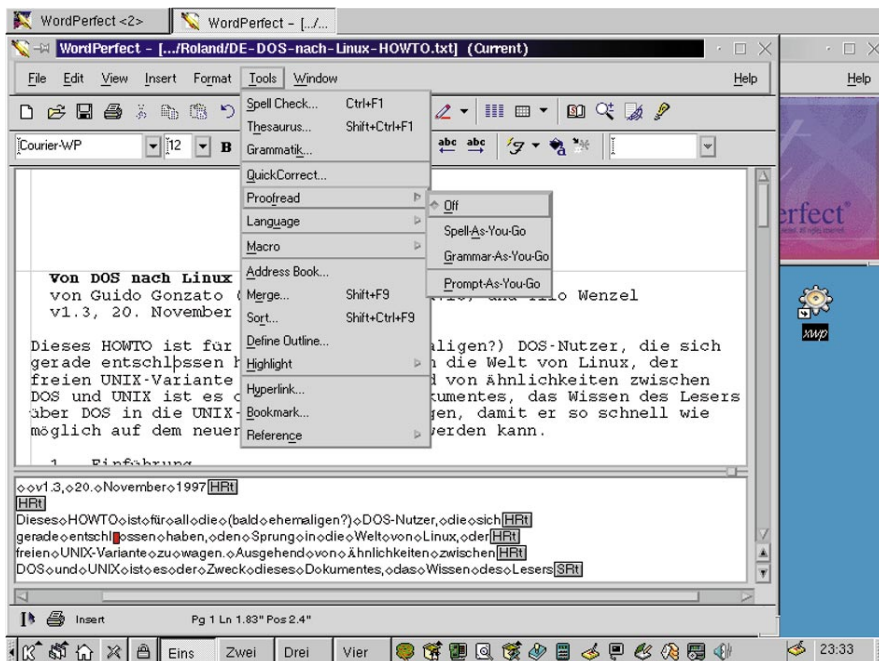 WordPerfect <2>
WordPerfect - [.../...
WordPerfect - [.../Roland/DE-DOS-nach-Linux-HOWTO.txt] (Current)
File Edit View Insert Format Tools Window Help
Help
Courier-WP 12 B abc abc
Spell Check... Ctrl+F1
Thesaurus... Shift+Ctrl+F1
Grammatik...
QuickCorrect...
Proofread
Language
Macro
Address Book...
Merge... Shift+F9
Sort... Shift+Ctrl+F9
Define Outline...
Highlight
Hyperlink...
Bookmark...
Reference
Off
Spell-As-You-Go
Grammar-As-You-Go
Prompt-As-You-Go
erfect
xwp
Von DOS nach Linux
von Guido Gonzato ( und Wenzel
v1.3, 20. November
Dieses HOWTO ist für aligen?) DOS-Nutzer, die sich
gerade entschlossen h n die Welt von Linux, der
freien UNIX-Variante d von Ähnlichkeiten zwischen
DOS und UNIX ist es d kumentes, das Wissen des Lesers
über DOS in die UNIX- gen, damit er so schnell wie
möglich auf dem neuen werden kann.
1. Einführung
v1.3, 20. November 1997 HRt
HRt
Dieses HOWTO ist für all die (bald ehemaligen?) DOS-Nutzer, die sich HRt
gerade entschl ossen haben, den Sprung in die Welt von Linux, oder HRt
freien UNIX-Variante zu wagen. Ausgehend von Ähnlichkeiten zwischen HRt
DOS und UNIX ist es der Zweck dieses Dokumentes, das Wissen des Lesers SRt
Insert Pg 1 Ln 1.83" Pos 2.4"
Eins Zwei Drei Vier 23:33